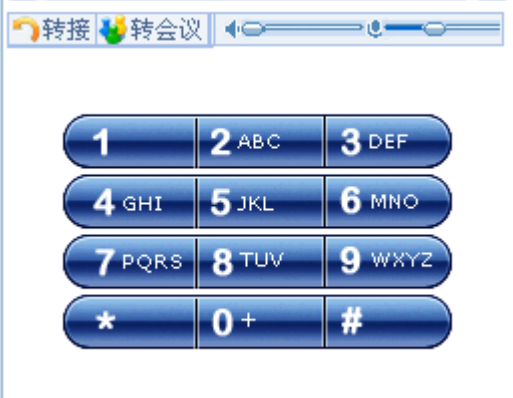 转接 转会议
1 2 ABC 3 DEF
4 GHI 5 JKL 6 MNO
7 PQRS 8 TUV 9 WXYZ
* 0 + #